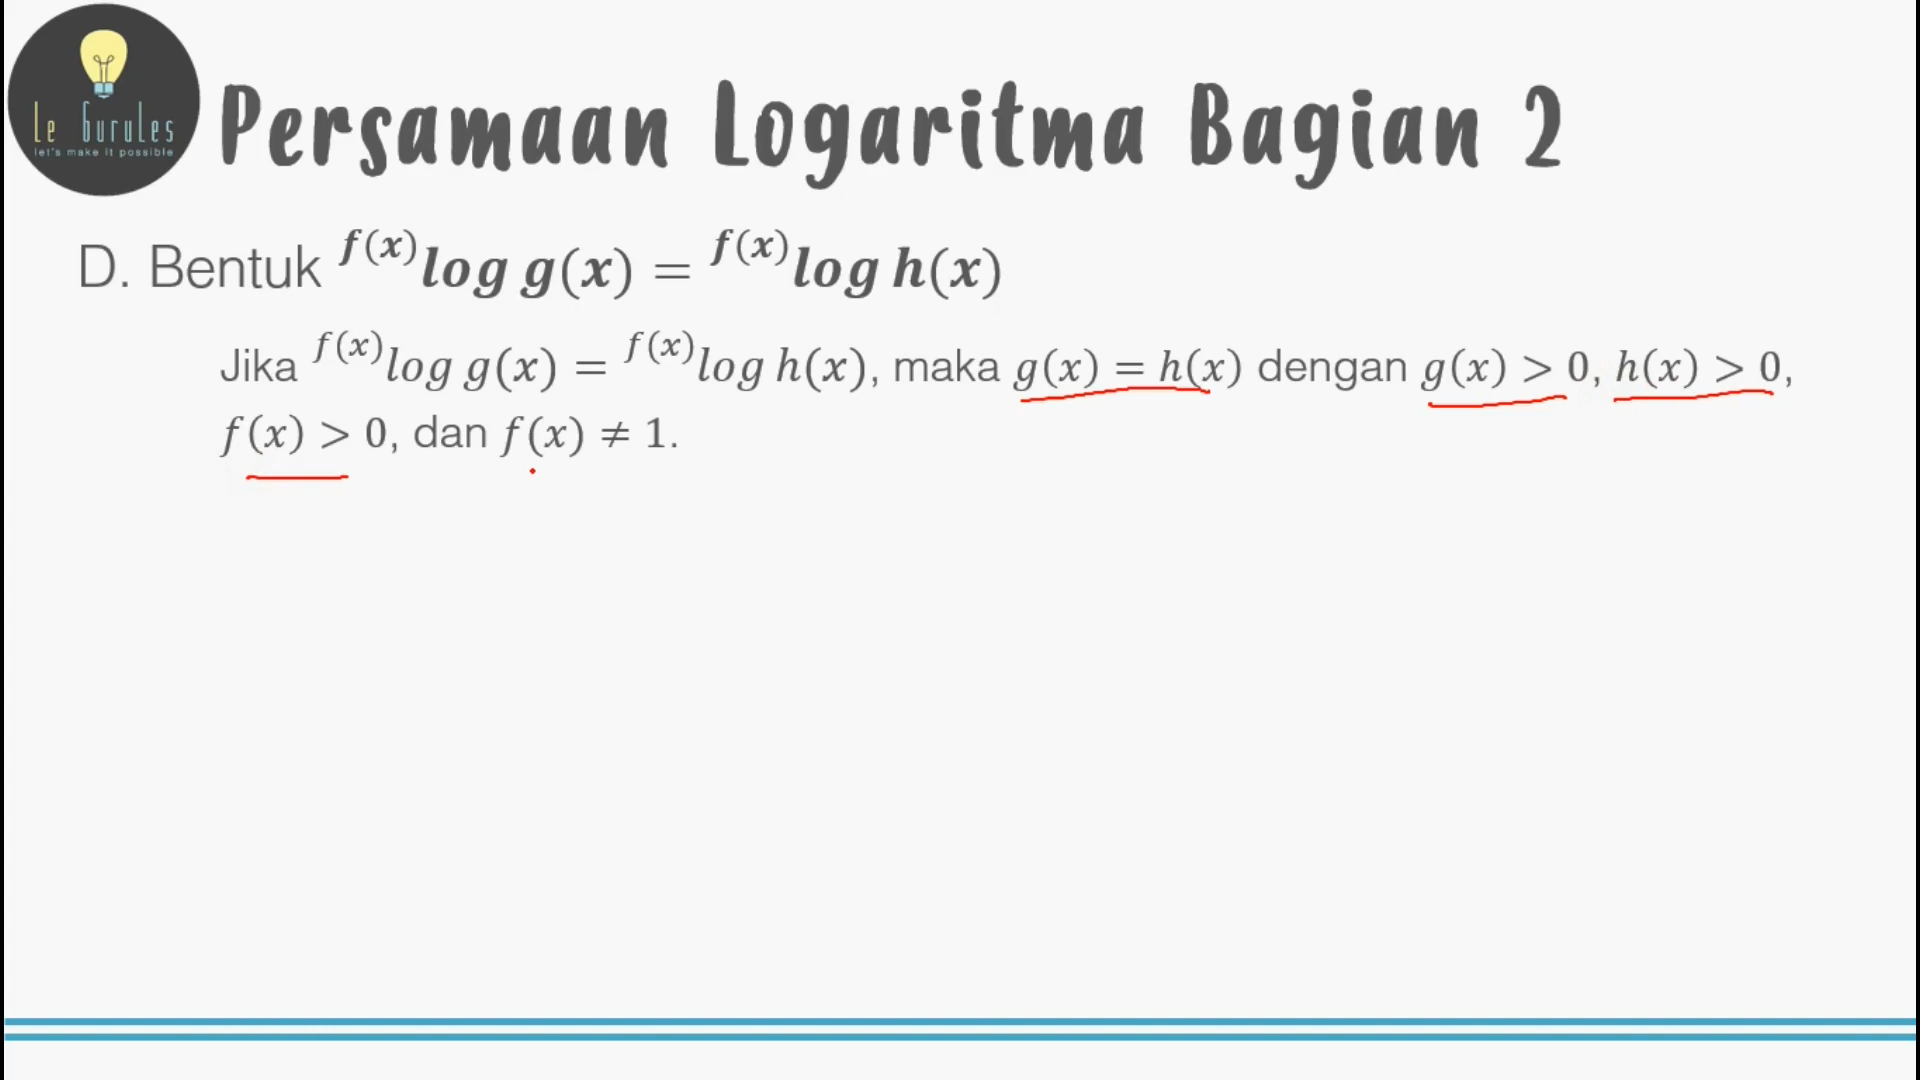 Le GuruLes
let's make it possible
Persamaan Logaritma Bagian 2
D. Bentuk ᶠ⁽ˣ⁾log g(x) = ᶠ⁽ˣ⁾log h(x)
Jika ᶠ⁽ˣ⁾log g(x) = ᶠ⁽ˣ⁾log h(x), maka g(x) = h(x) dengan g(x) > 0, h(x) > 0,
f(x) > 0, dan f(x) ≠ 1.